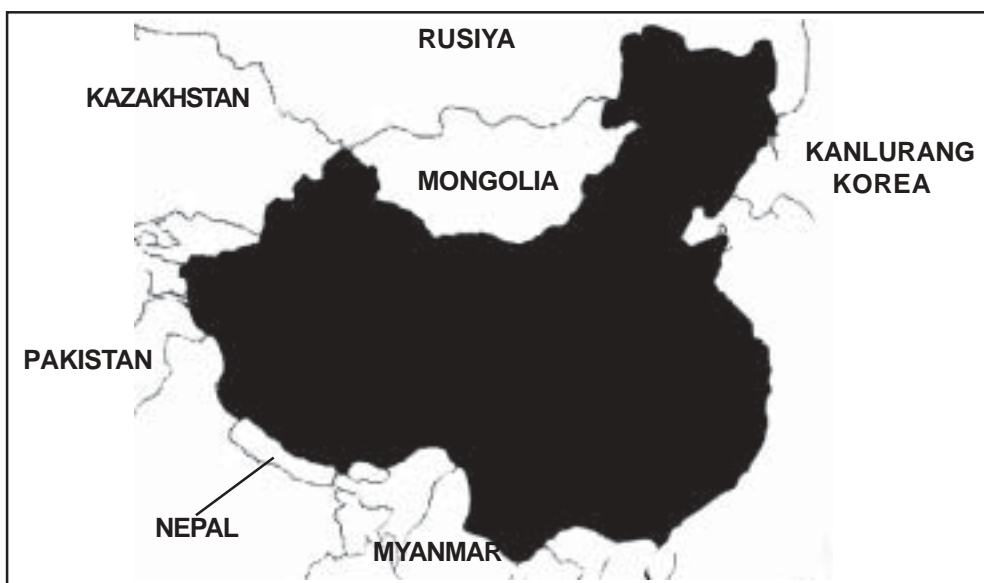 RUSIYA
KAZAKHSTAN
MONGOLIA
KANLURANG
KOREA
PAKISTAN
NEPAL
MYANMAR